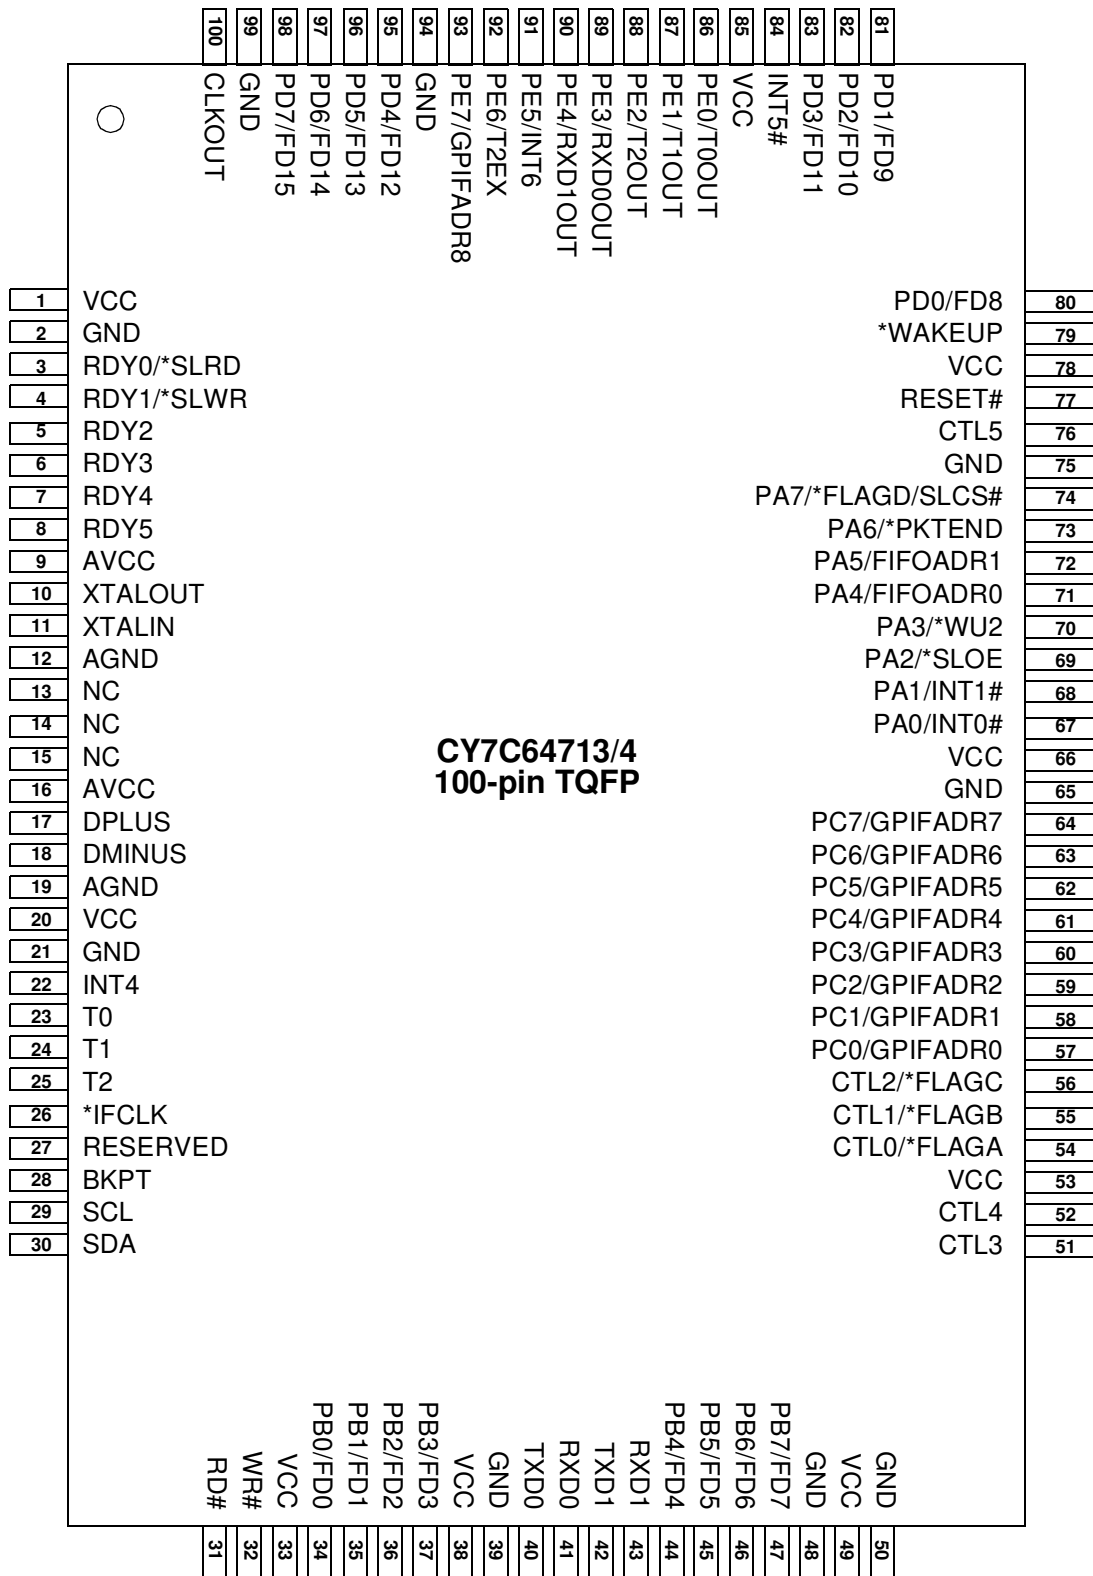 100 99 98 97 96 95 94 93 92 91 90 89 88 87 86 85 84 83 82 81
CLKOUT
GND
PD7/FD15
PD6/FD14
PD5/FD13
PD4/FD12
GND
PE7/GPIFADR8
PE6/T2EX
PE5/INT6
PE4/RXD1OUT
PE3/RXD0OUT
PE2/T2OUT
PE1/T1OUT
PE0/T0OUT
VCC
INT5#
PD3/FD11
PD2/FD10
PD1/FD9
1 VCC
2 GND
3 RDY0/*SLRD
4 RDY1/*SLWR
5 RDY2
6 RDY3
7 RDY4
8 RDY5
9 AVCC
10 XTALOUT
11 XTALIN
12 AGND
13 NC
14 NC
15 NC
16 AVCC
17 DPLUS
18 DMINUS
19 AGND
20 VCC
21 GND
22 INT4
23 T0
24 T1
25 T2
26 *IFCLK
27 RESERVED
28 BKPT
29 SCL
30 SDA
CY7C64713/4
100-pin TQFP
PD0/FD8 80
*WAKEUP 79
VCC 78
RESET# 77
CTL5 76
GND 75
PA7/*FLAGD/SLCS# 74
PA6/*PKTEND 73
PA5/FIFOADR1 72
PA4/FIFOADR0 71
PA3/*WU2 70
PA2/*SLOE 69
PA1/INT1# 68
PA0/INT0# 67
VCC 66
GND 65
PC7/GPIFADR7 64
PC6/GPIFADR6 63
PC5/GPIFADR5 62
PC4/GPIFADR4 61
PC3/GPIFADR3 60
PC2/GPIFADR2 59
PC1/GPIFADR1 58
PC0/GPIFADR0 57
CTL2/*FLAGC 56
CTL1/*FLAGB 55
CTL0/*FLAGA 54
VCC 53
CTL4 52
CTL3 51
RD#
WR#
VCC
PB0/FD0
PB1/FD1
PB2/FD2
PB3/FD3
VCC
GND
TXD0
RXD0
TXD1
RXD1
PB4/FD4
PB5/FD5
PB6/FD6
PB7/FD7
GND
VCC
GND
31 32 33 34 35 36 37 38 39 40 41 42 43 44 45 46 47 48 49 50